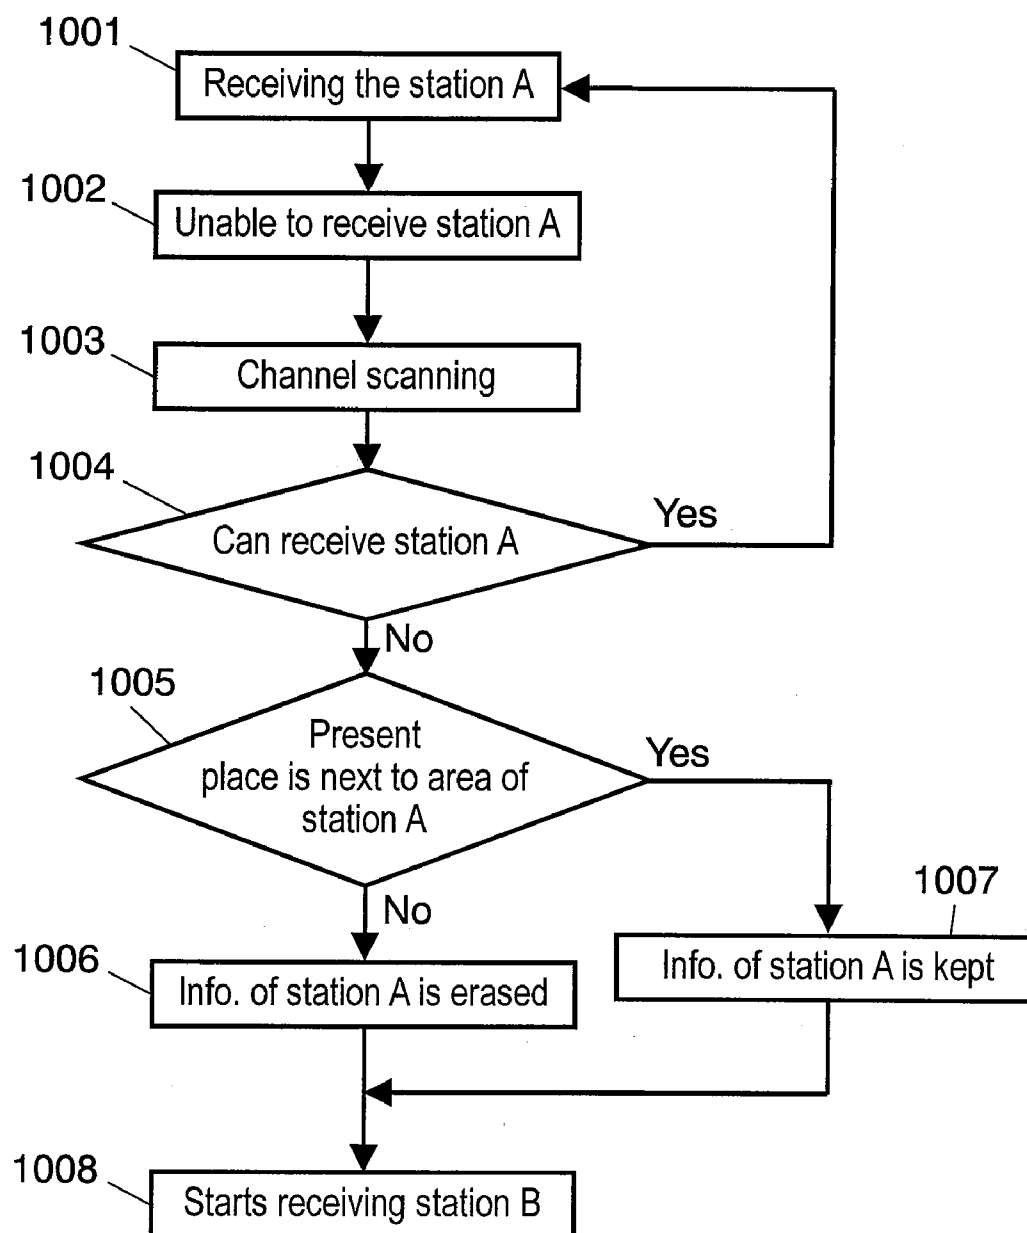 1001
Receiving the station A
1002
Unable to receive station A
1003
Channel scanning
1004
Can receive station A
Yes
No
1005
Present
place is next to area of
station A
Yes
No
1007
1006
Info. of station A is erased
Info. of station A is kept
1008
Starts receiving station B